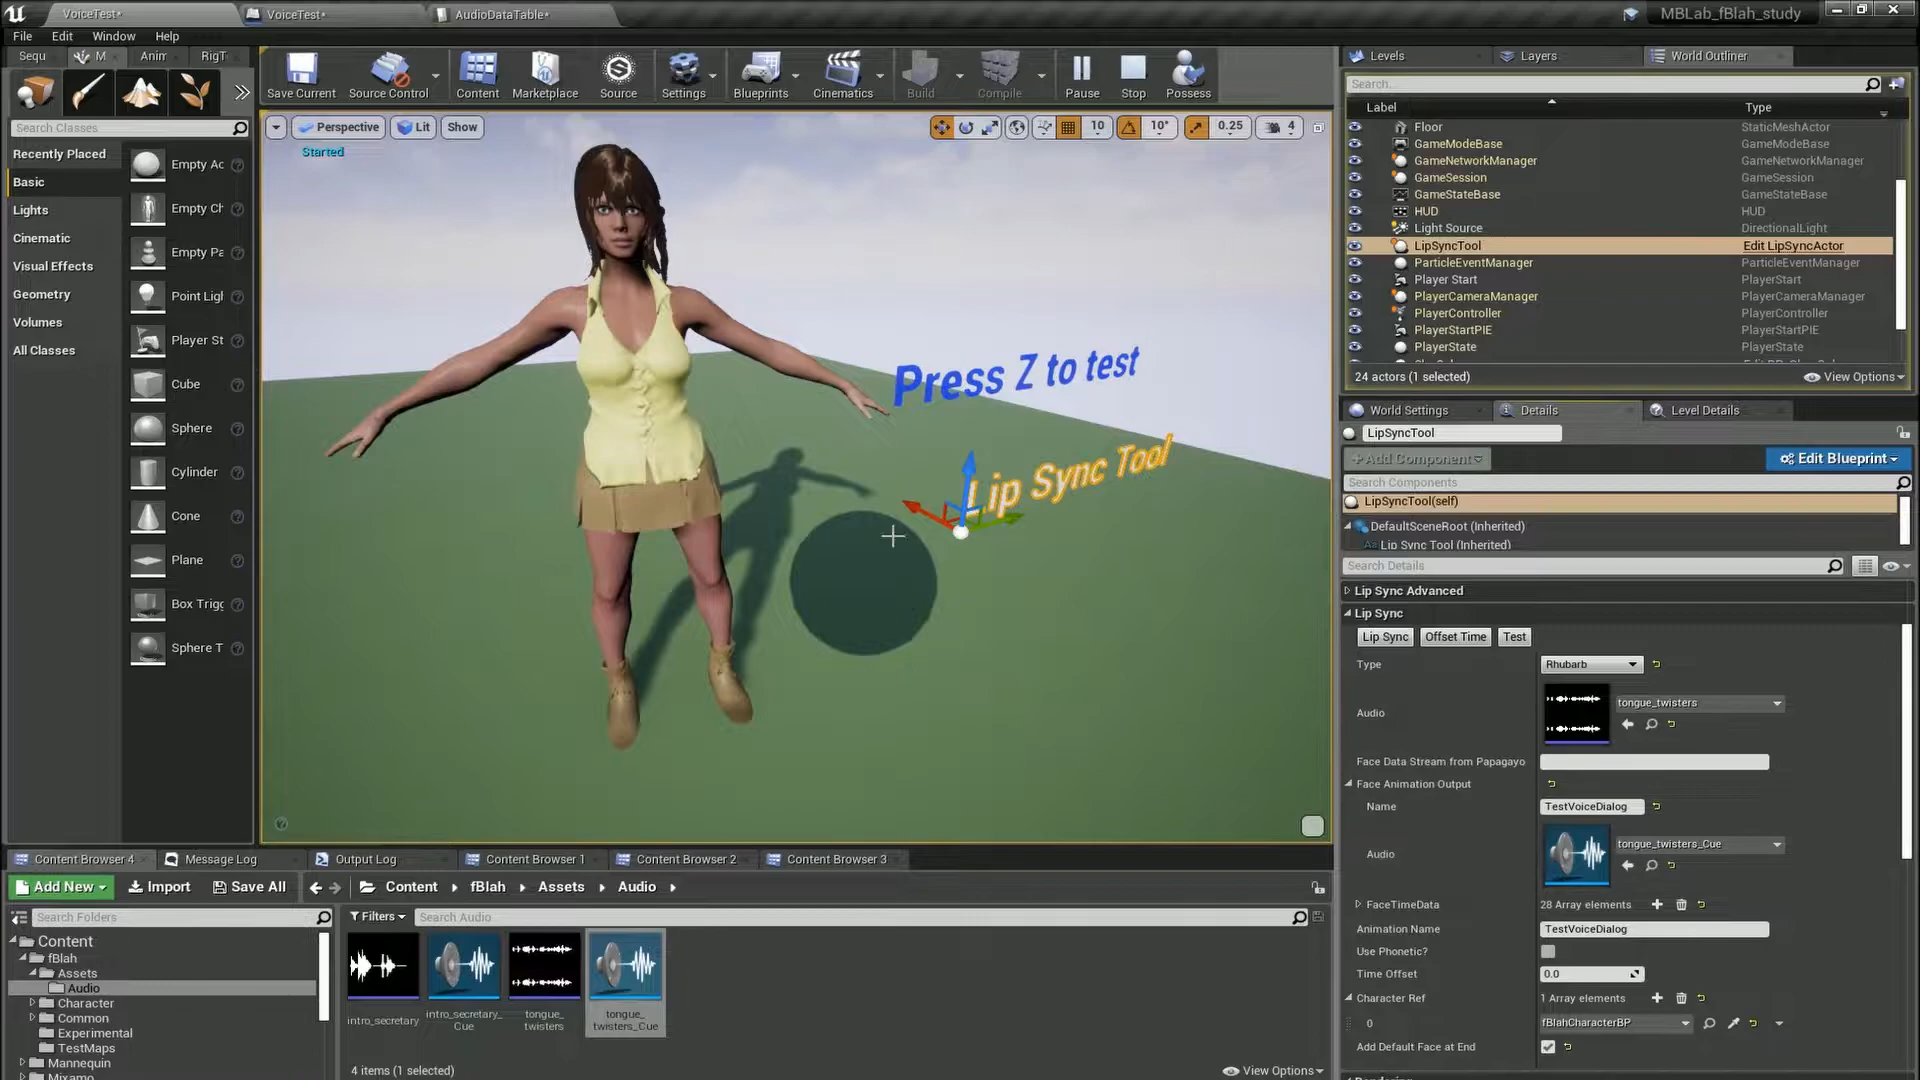 VoiceTest*
VoiceTest*
AudioDataTable*
MBLab_fBlah_study
File Edit Window Help
Sequ M Anim RigT
Save Current
Source Control
Content
Marketplace
Source
Settings
Blueprints
Cinematics
Build
Compile
Pause
Stop
Possess
Search Classes
Recently Placed
Basic
Lights
Cinematic
Visual Effects
Geometry
Volumes
All Classes
Empty Ac
Empty Ch
Empty Pa
Point Ligl
Player St
Cube
Sphere
Cylinder
Cone
Plane
Box Trigg
Sphere T
Perspective Lit Show
10 10° 0.25 4
Started
Press Z to test
Lip Sync Tool
Levels Layers World Outliner
Search...
Label Type
Floor StaticMeshActor
GameModeBase GameModeBase
GameNetworkManager GameNetworkManager
GameSession GameSession
GameStateBase GameStateBase
HUD HUD
Light Source DirectionalLight
LipSyncTool Edit LipSyncActor
ParticleEventManager ParticleEventManager
Player Start PlayerStart
PlayerCameraManager PlayerCameraManager
PlayerController PlayerController
PlayerStartPIE PlayerStartPIE
PlayerState PlayerState
24 actors (1 selected) View Options
World Settings Details Level Details
LipSyncTool
Add Component Edit Blueprint
Search Components
LipSyncTool(self)
DefaultSceneRoot (Inherited)
Lip Sync Tool (Inherited)
Search Details
Lip Sync Advanced
Lip Sync
Lip Sync Offset Time Test
Type Rhubarb
Audio tongue_twisters
Face Data Stream from Papagayo
Face Animation Output
Name TestVoiceDialog
Audio tongue_twisters_Cue
FaceTimeData 28 Array elements
Animation Name TestVoiceDialog
Use Phonetic?
Time Offset 0.0
Character Ref 1 Array elements
0 fBlahCharacterBP
Add Default Face at End
Content Browser 4 Message Log Output Log Content Browser 1 Content Browser 2 Content Browser 3
Add New Import Save All Content fBlah Assets Audio
Search Folders
Filters Search Audio
Content
fBlah
Assets
Audio
Character
Common
Experimental
TestMaps
Mannequin
Mixamo
intro_secretary
intro_secretary_
Cue
tongue_
twisters
tongue_
twisters_Cue
4 items (1 selected) View Options